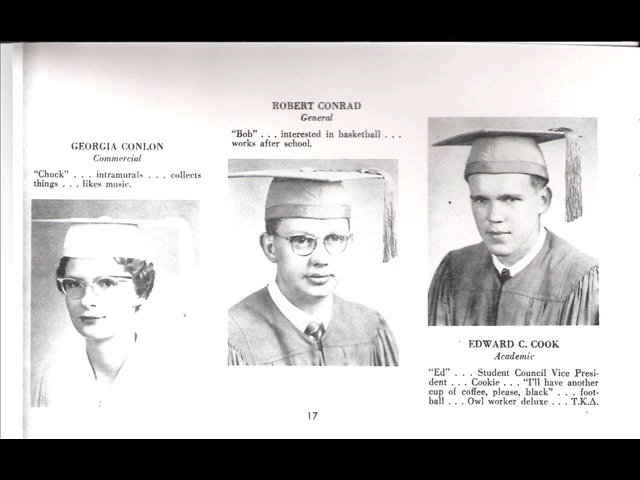 GEORGIA CONLON
Commercial
"Chuck" . . . intramurals . . . collects
things . . . likes music.
ROBERT CONRAD
General
"Bob" . . . interested in basketball . . .
works after school.
EDWARD C. COOK
Academic
"Ed" . . . Student Council Vice Presi-
dent . . . Cookie . . . "I'll have another
cup of coffee, please, black" . . . foot-
ball . . . Owl worker deluxe . . . T.K.Δ.
17